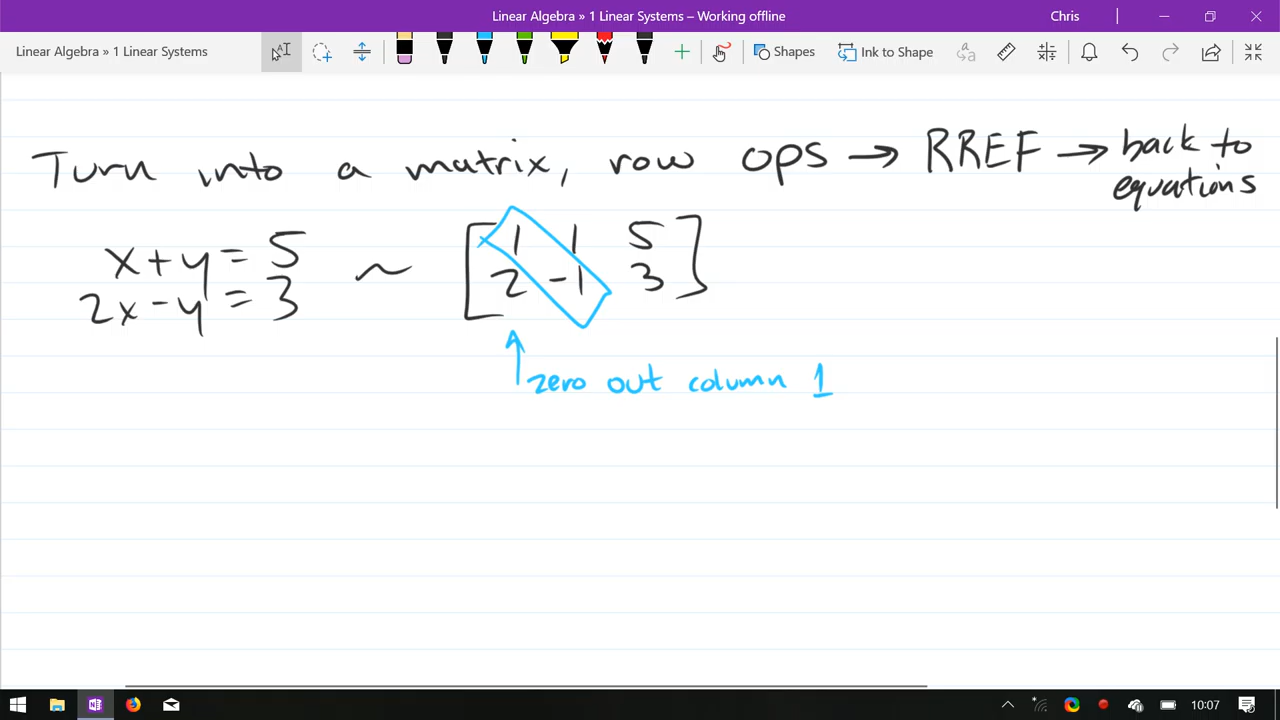 Linear Algebra » 1 Linear Systems – Working offline
Chris
Linear Algebra » 1 Linear Systems
Shapes
Ink to Shape
Turn into a matrix, row ops → RREF → back to equations
x+y=5 ~ [1 1 5
2x-y=3 2 -1 3]
↑ zero out column 1
10:07